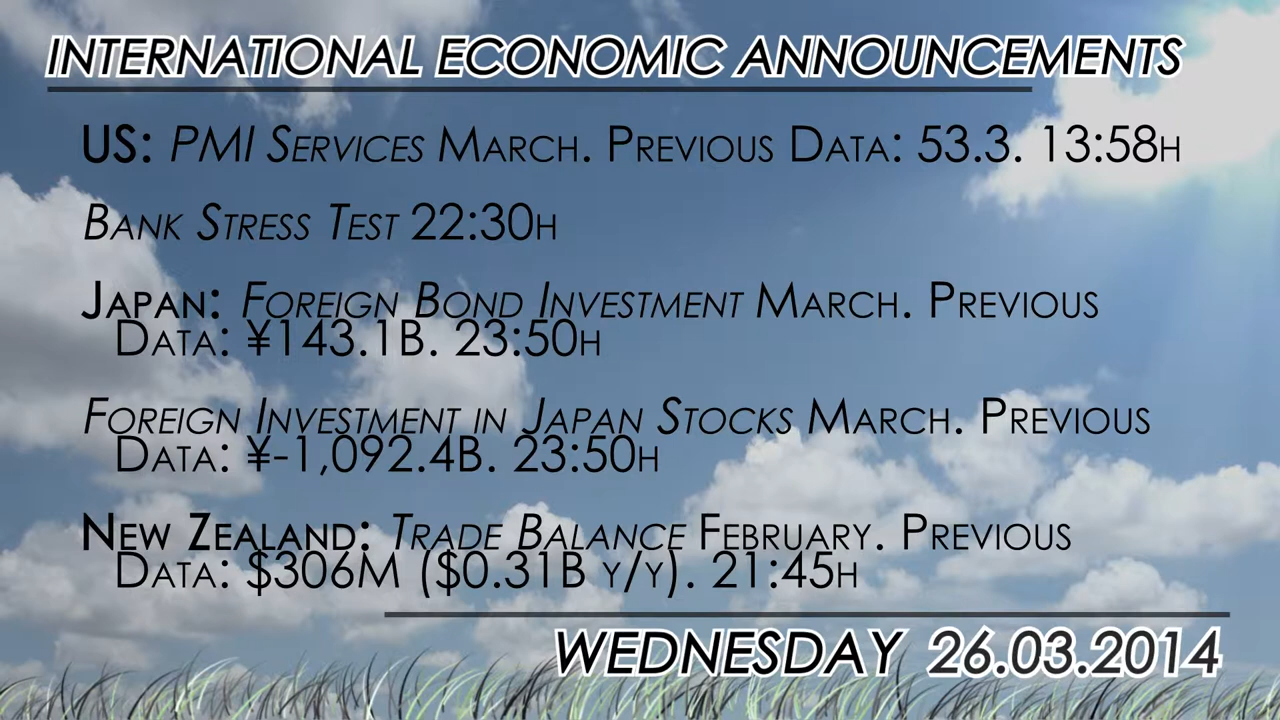 INTERNATIONAL ECONOMIC ANNOUNCEMENTS
US: PMI SERVICES MARCH. PREVIOUS DATA: 53.3. 13:58H
BANK STRESS TEST 22:30H
JAPAN: FOREIGN BOND INVESTMENT MARCH. PREVIOUS
DATA: ¥143.1B. 23:50H
FOREIGN INVESTMENT IN JAPAN STOCKS MARCH. PREVIOUS
DATA: ¥-1,092.4B. 23:50H
NEW ZEALAND: TRADE BALANCE FEBRUARY. PREVIOUS
DATA: $306M ($0.31B Y/Y). 21:45H
WEDNESDAY 26.03.2014